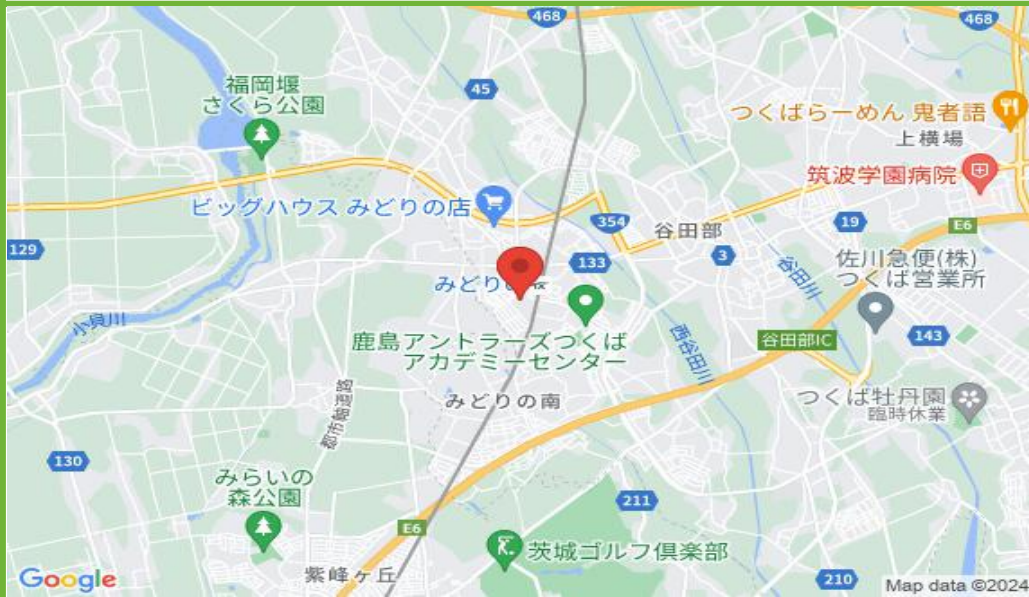 468
468
福岡堰
さくら公園
45
つくばらーめん 鬼者語
上横場
筑波学園病院
ビッグハウス みどりの店
354
谷田部
19
E6
129
133
3
佐川急便(株)
つくば営業所
みどりの
谷田川
小貝川
鹿島アントラーズつくば
アカデミーセンター
西谷田川
谷田部IC
143
みどりの南
つくば牡丹園
臨時休業
都市軸道路
130
みらいの
森公園
211
E6
茨城ゴルフ倶楽部
紫峰ヶ丘
210
Google
Map data ©2024